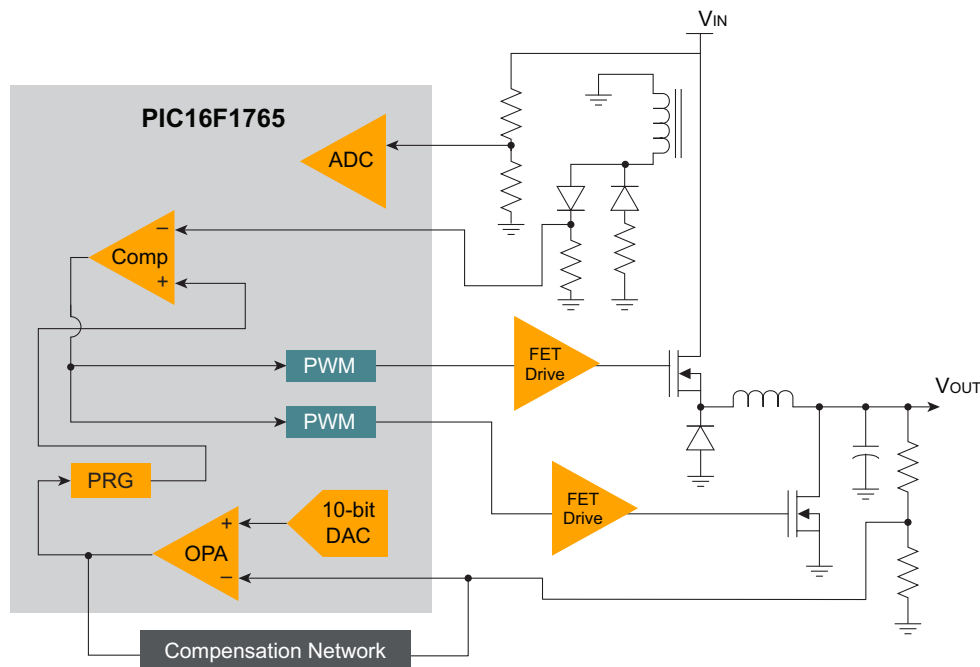 VIN
PIC16F1765
ADC
−
Comp
+
FET
Drive
PWM
VOUT
PWM
PRG
FET
Drive
10-bit
DAC
+
OPA
−
Compensation Network